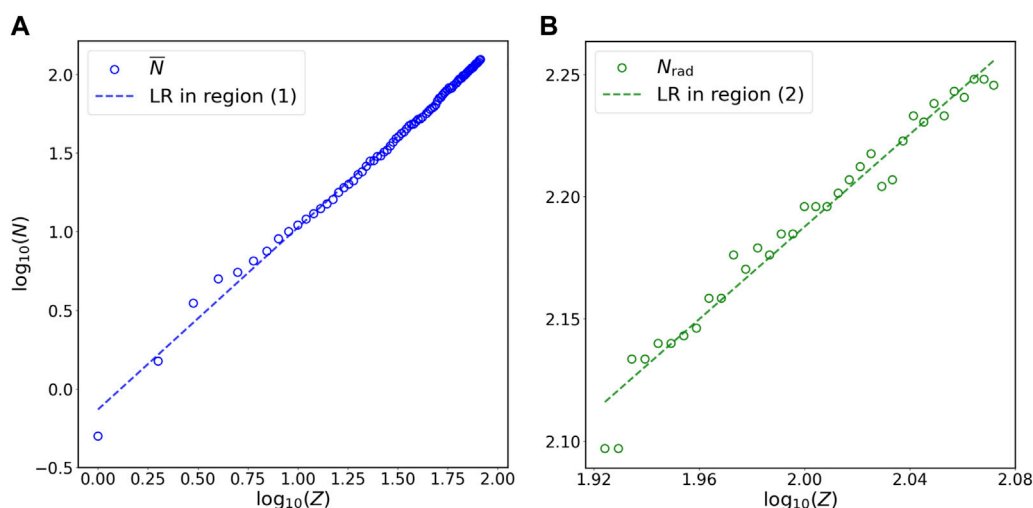 A
B
N̅
LR in region (1)
log₁₀(N)
2.0
1.5
1.0
0.5
0.0
−0.5
0.00 0.25 0.50 0.75 1.00 1.25 1.50 1.75 2.00
log₁₀(Z)
N_rad
LR in region (2)
2.25
2.20
2.15
2.10
1.92 1.96 2.00 2.04 2.08
log₁₀(Z)